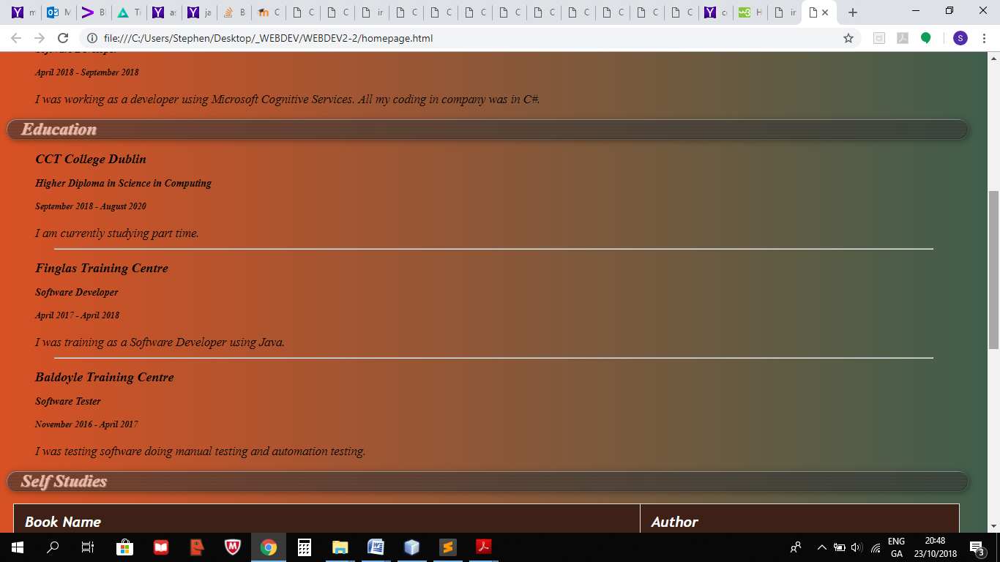 m
M
Bl
Ti
as
ja
B
C
C
C
in
C
C
C
C
C
C
C
C
C
co
H
in
file:///C:/Users/Stephen/Desktop/_WEBDEV/WEBDEV2-2/homepage.html
S
Software Developer
April 2018 - September 2018
I was working as a developer using Microsoft Cognitive Services. All my coding in company was in C#.
Education
CCT College Dublin
Higher Diploma in Science in Computing
September 2018 - August 2020
I am currently studying part time.
Finglas Training Centre
Software Developer
April 2017 - April 2018
I was training as a Software Developer using Java.
Baldoyle Training Centre
Software Tester
November 2016 - April 2017
I was testing software doing manual testing and automation testing.
Self Studies
Book Name Author
ENG 20:48
GA 23/10/2018
3